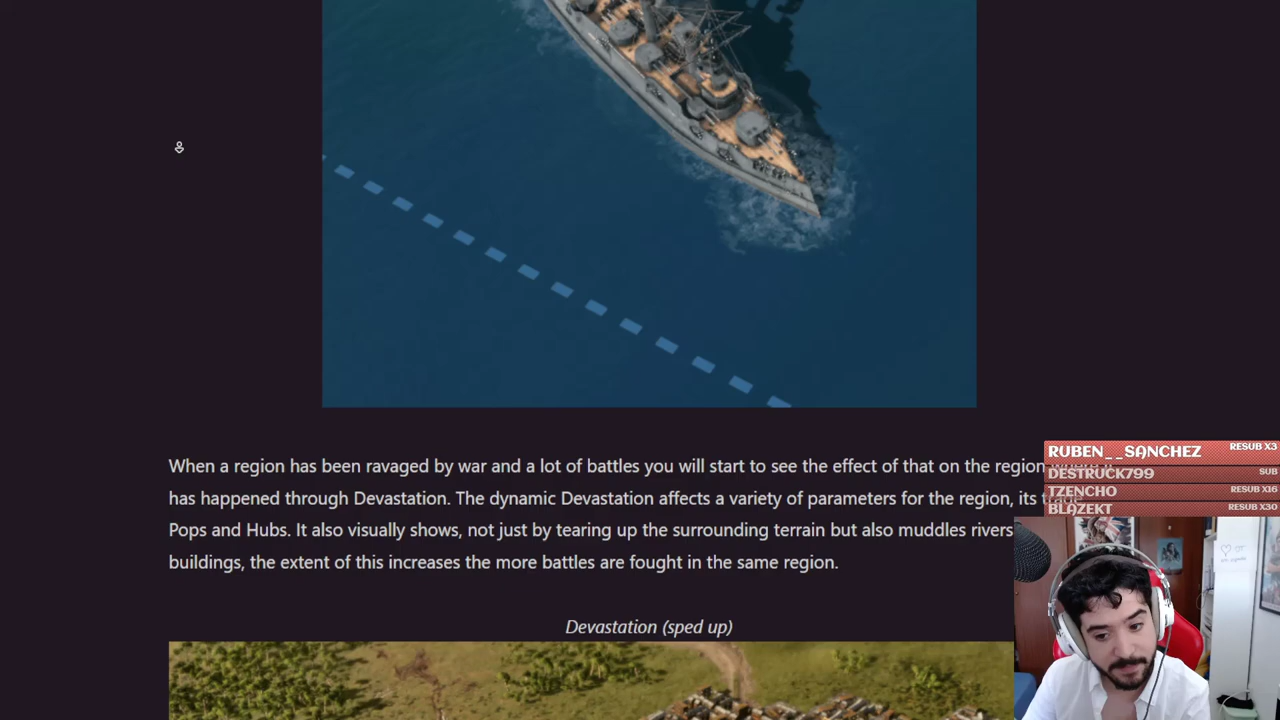 When a region has been ravaged by war and a lot of battles you will start to see the effect of that on the region
has happened through Devastation. The dynamic Devastation affects a variety of parameters for the region, its
Pops and Hubs. It also visually shows, not just by tearing up the surrounding terrain but also muddles rivers
buildings, the extent of this increases the more battles are fought in the same region.
Devastation (sped up)
RUBEN__SANCHEZ RESUB X3
DESTRUCK799 SUB
TZENCHO RESUB X16
BLAZEKT RESUB X30